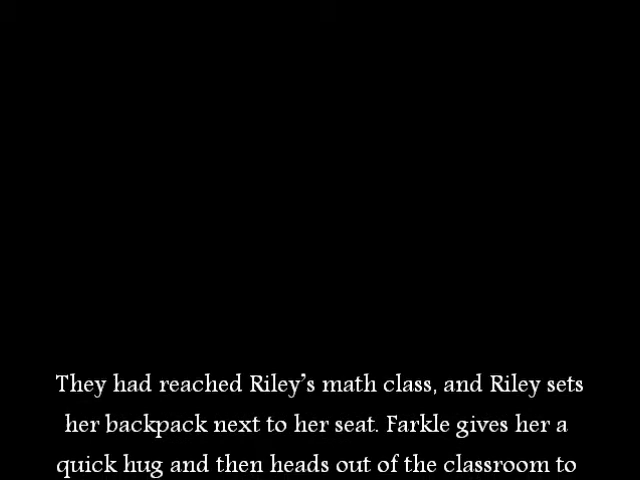 They had reached Riley's math class, and Riley sets
her backpack next to her seat. Farkle gives her a
quick hug and then heads out of the classroom to